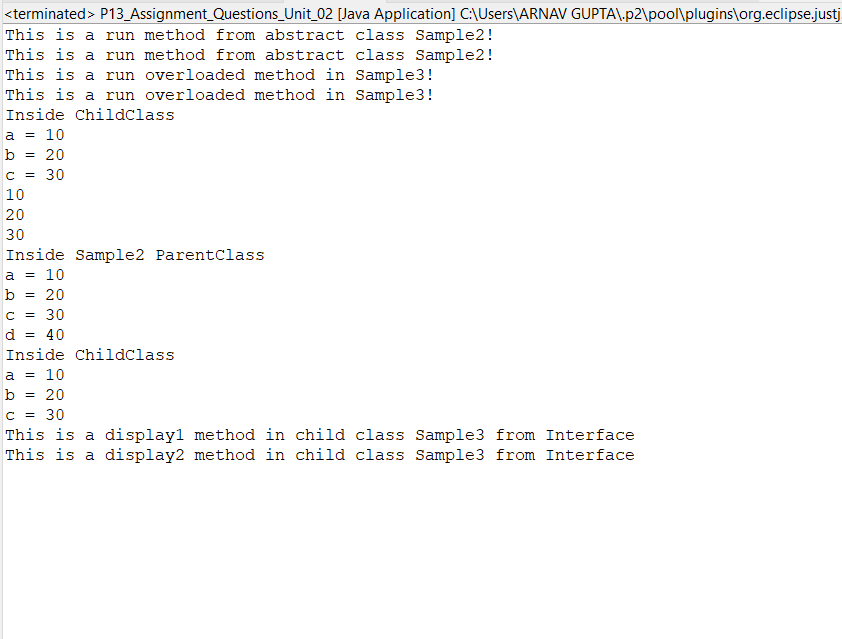 <terminated> P13_Assignment_Questions_Unit_02 [Java Application] C:\Users\ARNAV GUPTA\.p2\pool\plugins\org.eclipse.justj
This is a run method from abstract class Sample2!
This is a run method from abstract class Sample2!
This is a run overloaded method in Sample3!
This is a run overloaded method in Sample3!
Inside ChildClass
a = 10
b = 20
c = 30
10
20
30
Inside Sample2 ParentClass
a = 10
b = 20
c = 30
d = 40
Inside ChildClass
a = 10
b = 20
c = 30
This is a display1 method in child class Sample3 from Interface
This is a display2 method in child class Sample3 from Interface